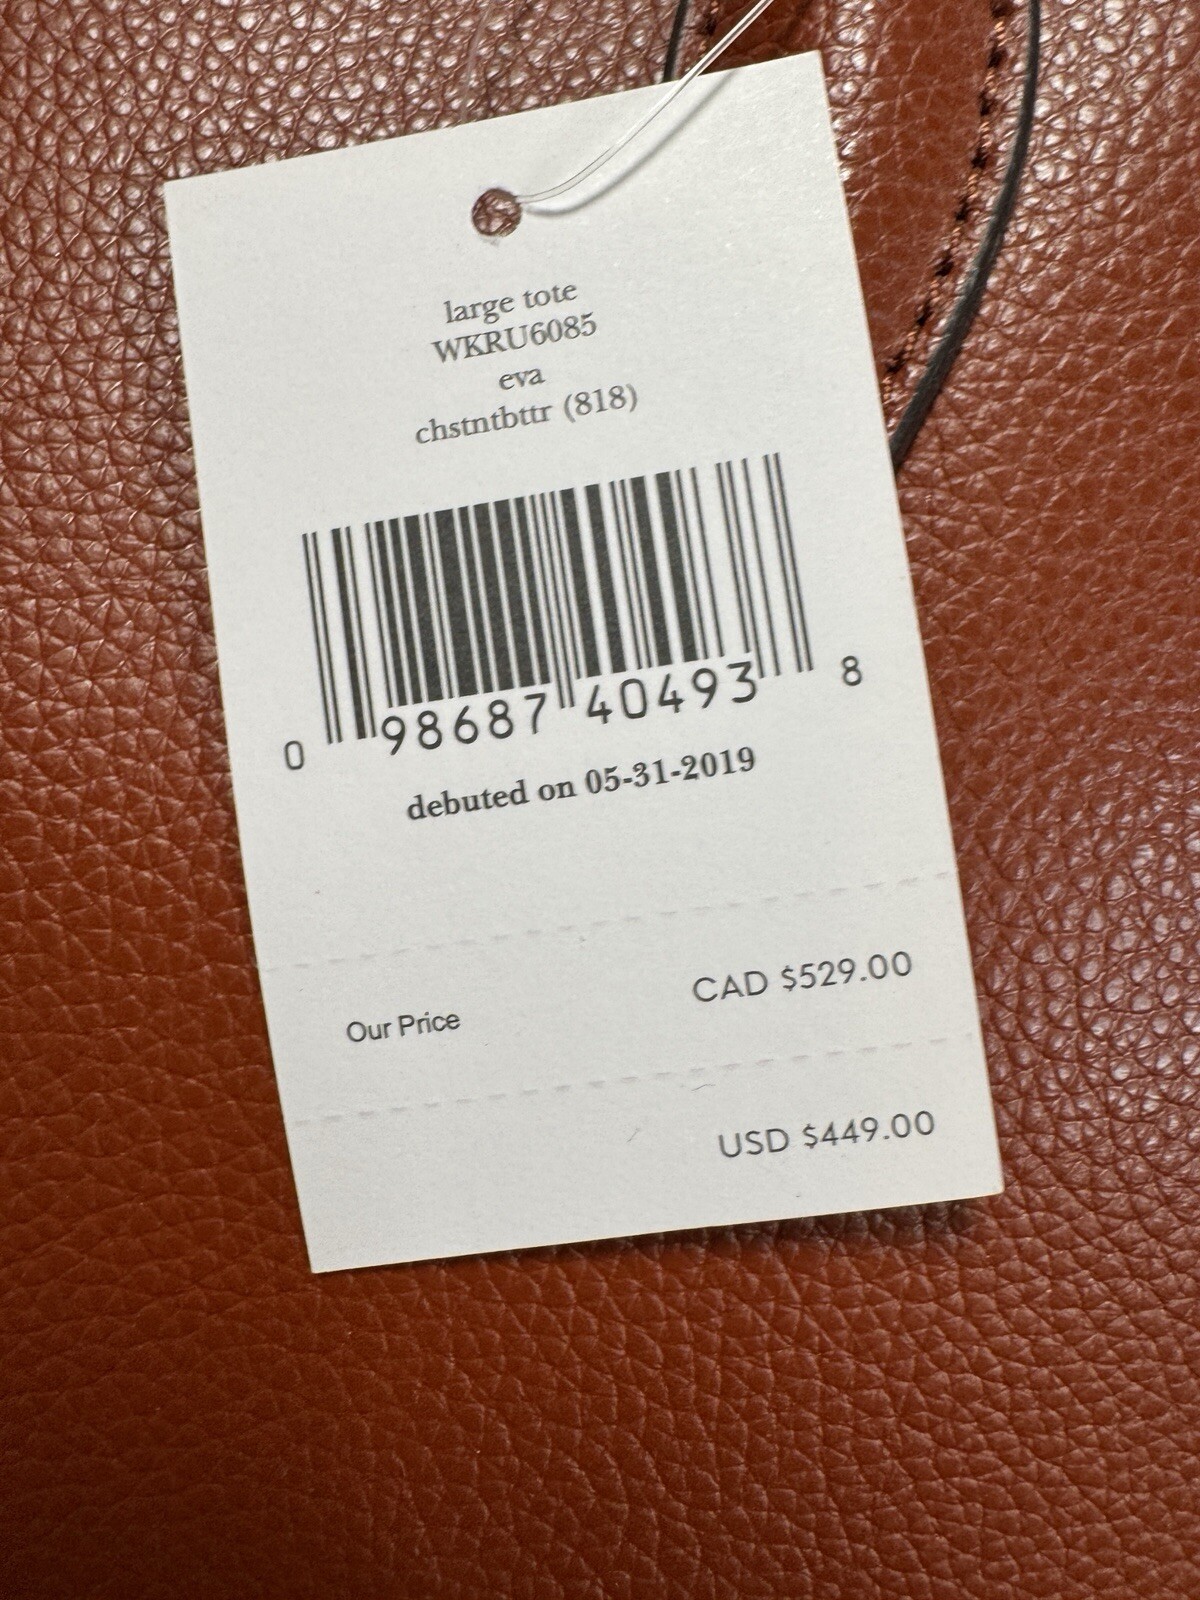 large tote
WKRU6085
eva
chstntbttr (818)
0 98687 40493 8
debuted on 05-31-2019
CAD $529.00
Our Price
USD $449.00